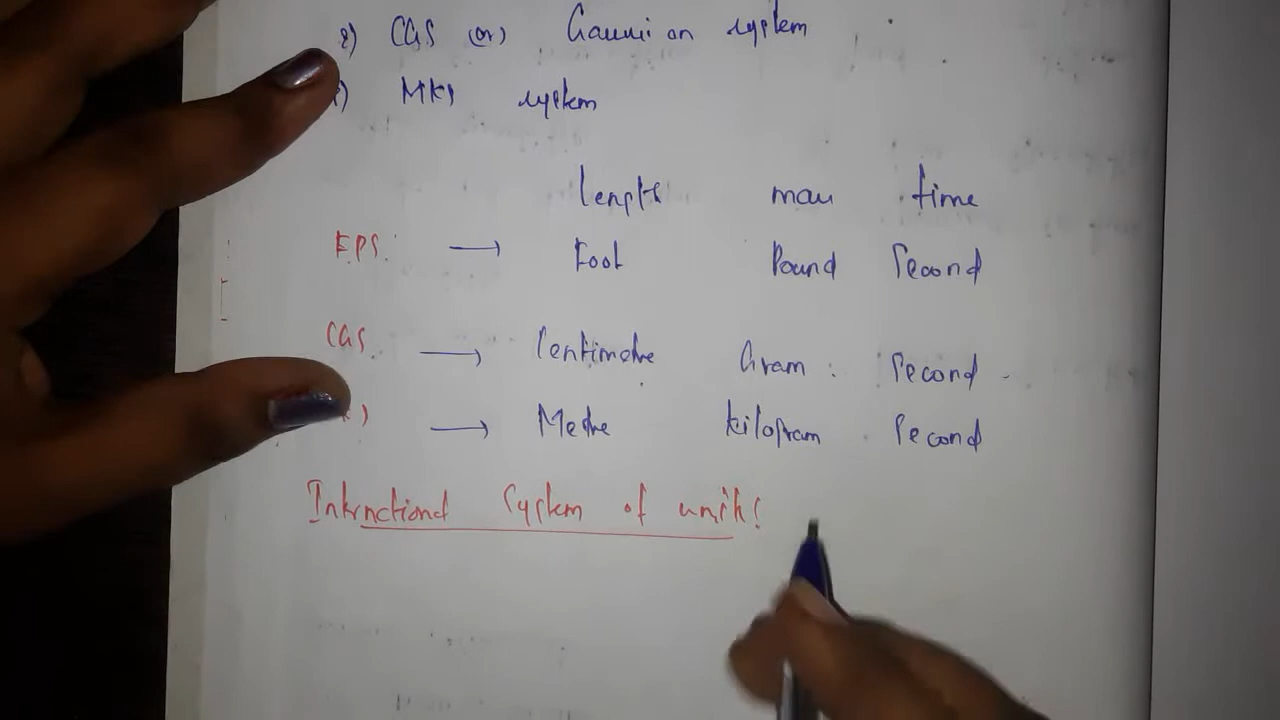 2) CGS (or) Gaussian system
MKS system
length mass time
FPS → Foot Pound Second
CGS → Centimetre Gram Second
→ Metre kilogram Second
International System of units: